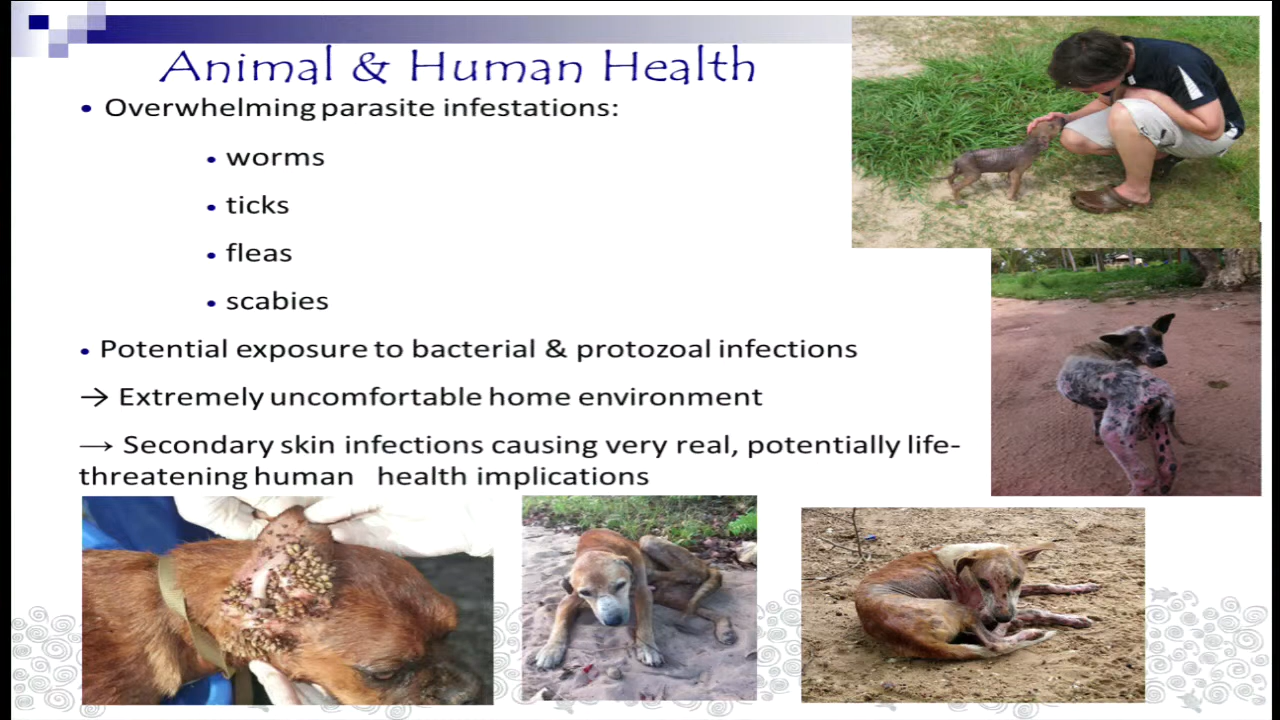 Animal & Human Health
• Overwhelming parasite infestations:
• worms
• ticks
• fleas
• scabies
• Potential exposure to bacterial & protozoal infections
→ Extremely uncomfortable home environment
→ Secondary skin infections causing very real, potentially life-
threatening human health implications